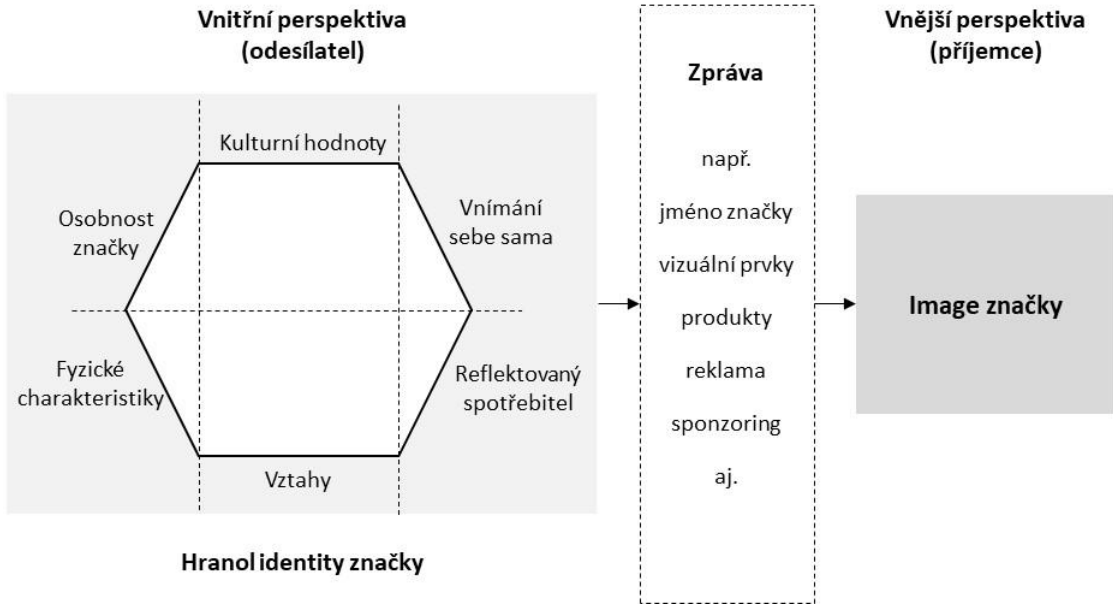 Vnitřní perspektiva
(odesílatel)
Kulturní hodnoty
Osobnost
značky
Vnímání
sebe sama
Fyzické
charakteristiky
Reflektovaný
spotřebitel
Vztahy
Hranol identity značky
Zpráva
např.
jméno značky
vizuální prvky
produkty
reklama
sponzoring
aj.
Vnější perspektiva
(příjemce)
Image značky